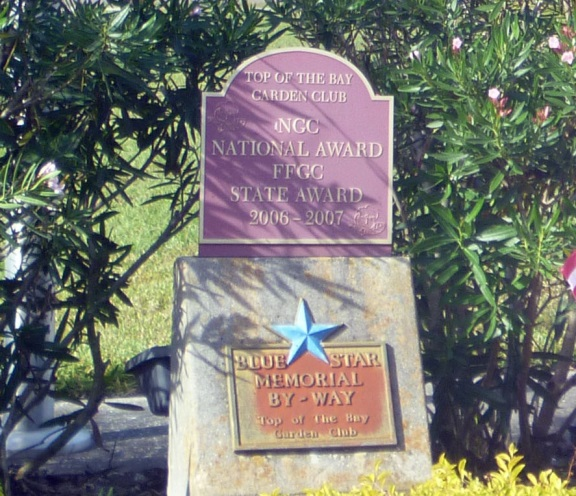 TOP OF THE BAY
GARDEN CLUB
NGC
NATIONAL AWARD
FFGC
STATE AWARD
2006 - 2007
BLUE STAR
MEMORIAL
BY - WAY
Top of the Bay
Garden Club